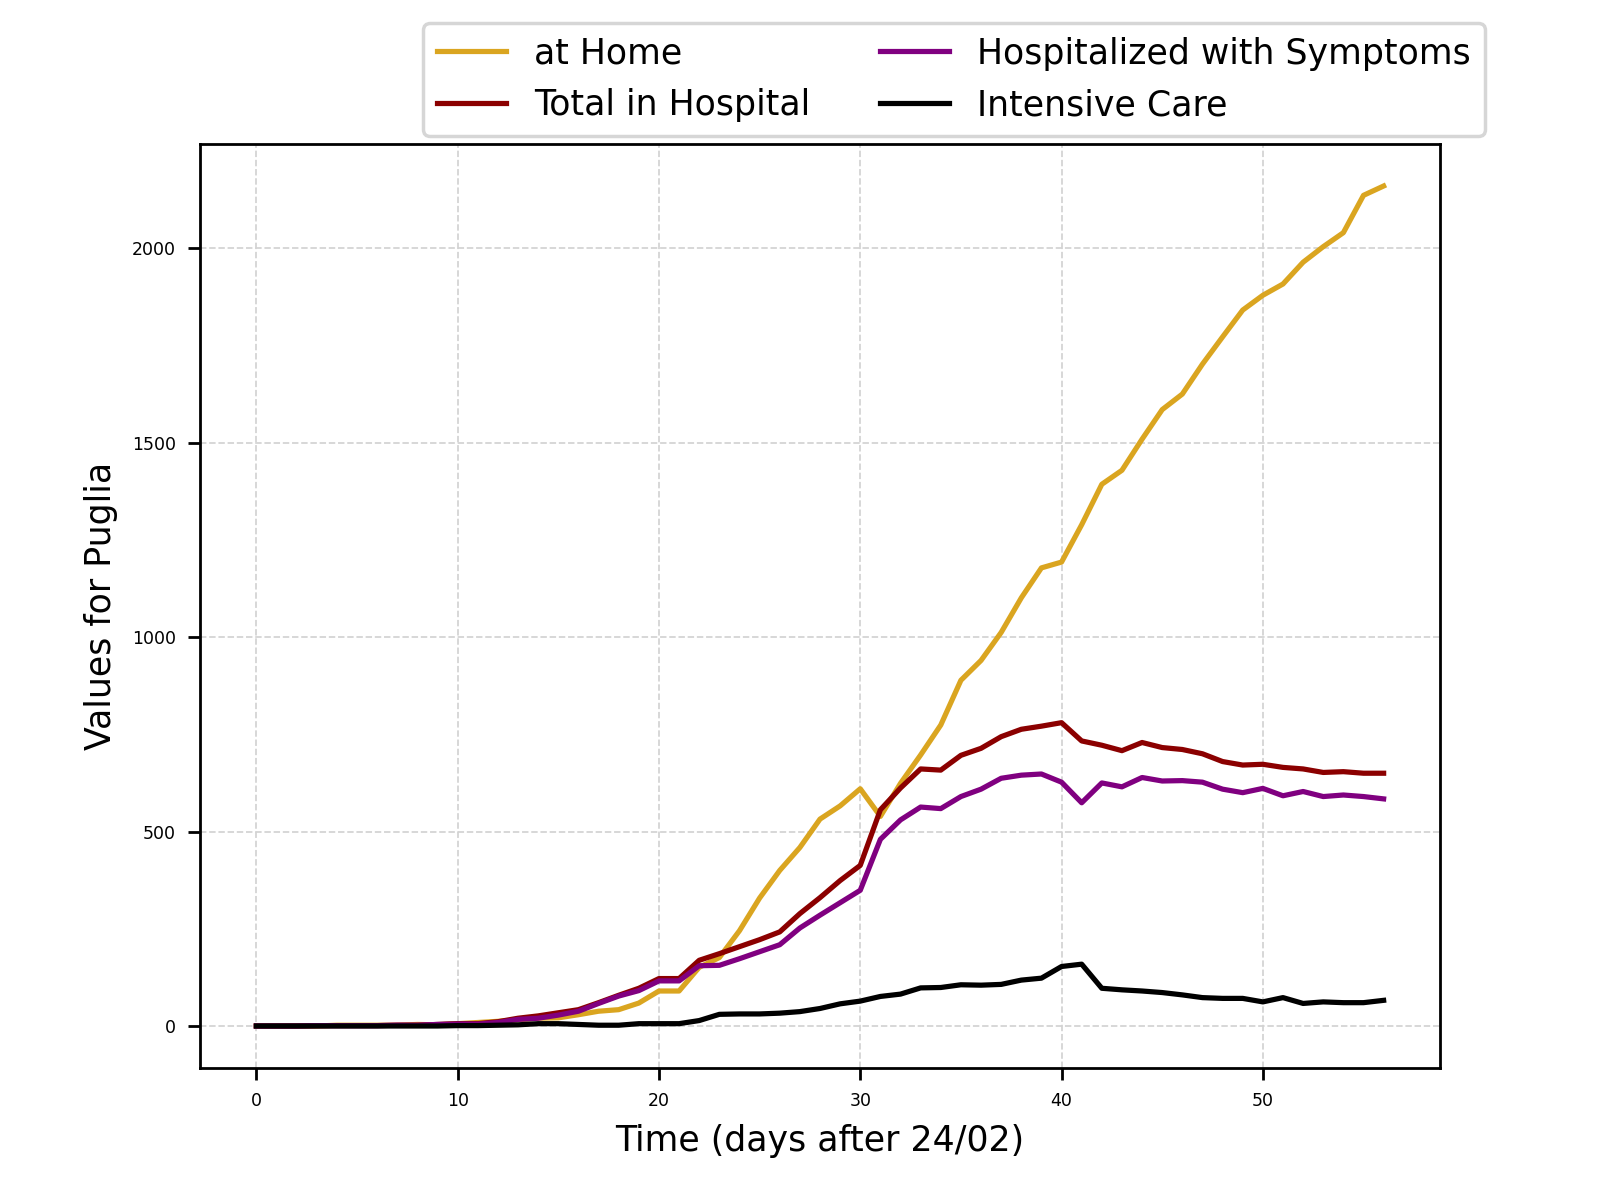 at Home
Total in Hospital
Hospitalized with Symptoms
Intensive Care
Values for Puglia
2000
1500
1000
500
0
0
10
20
30
40
50
Time (days after 24/02)